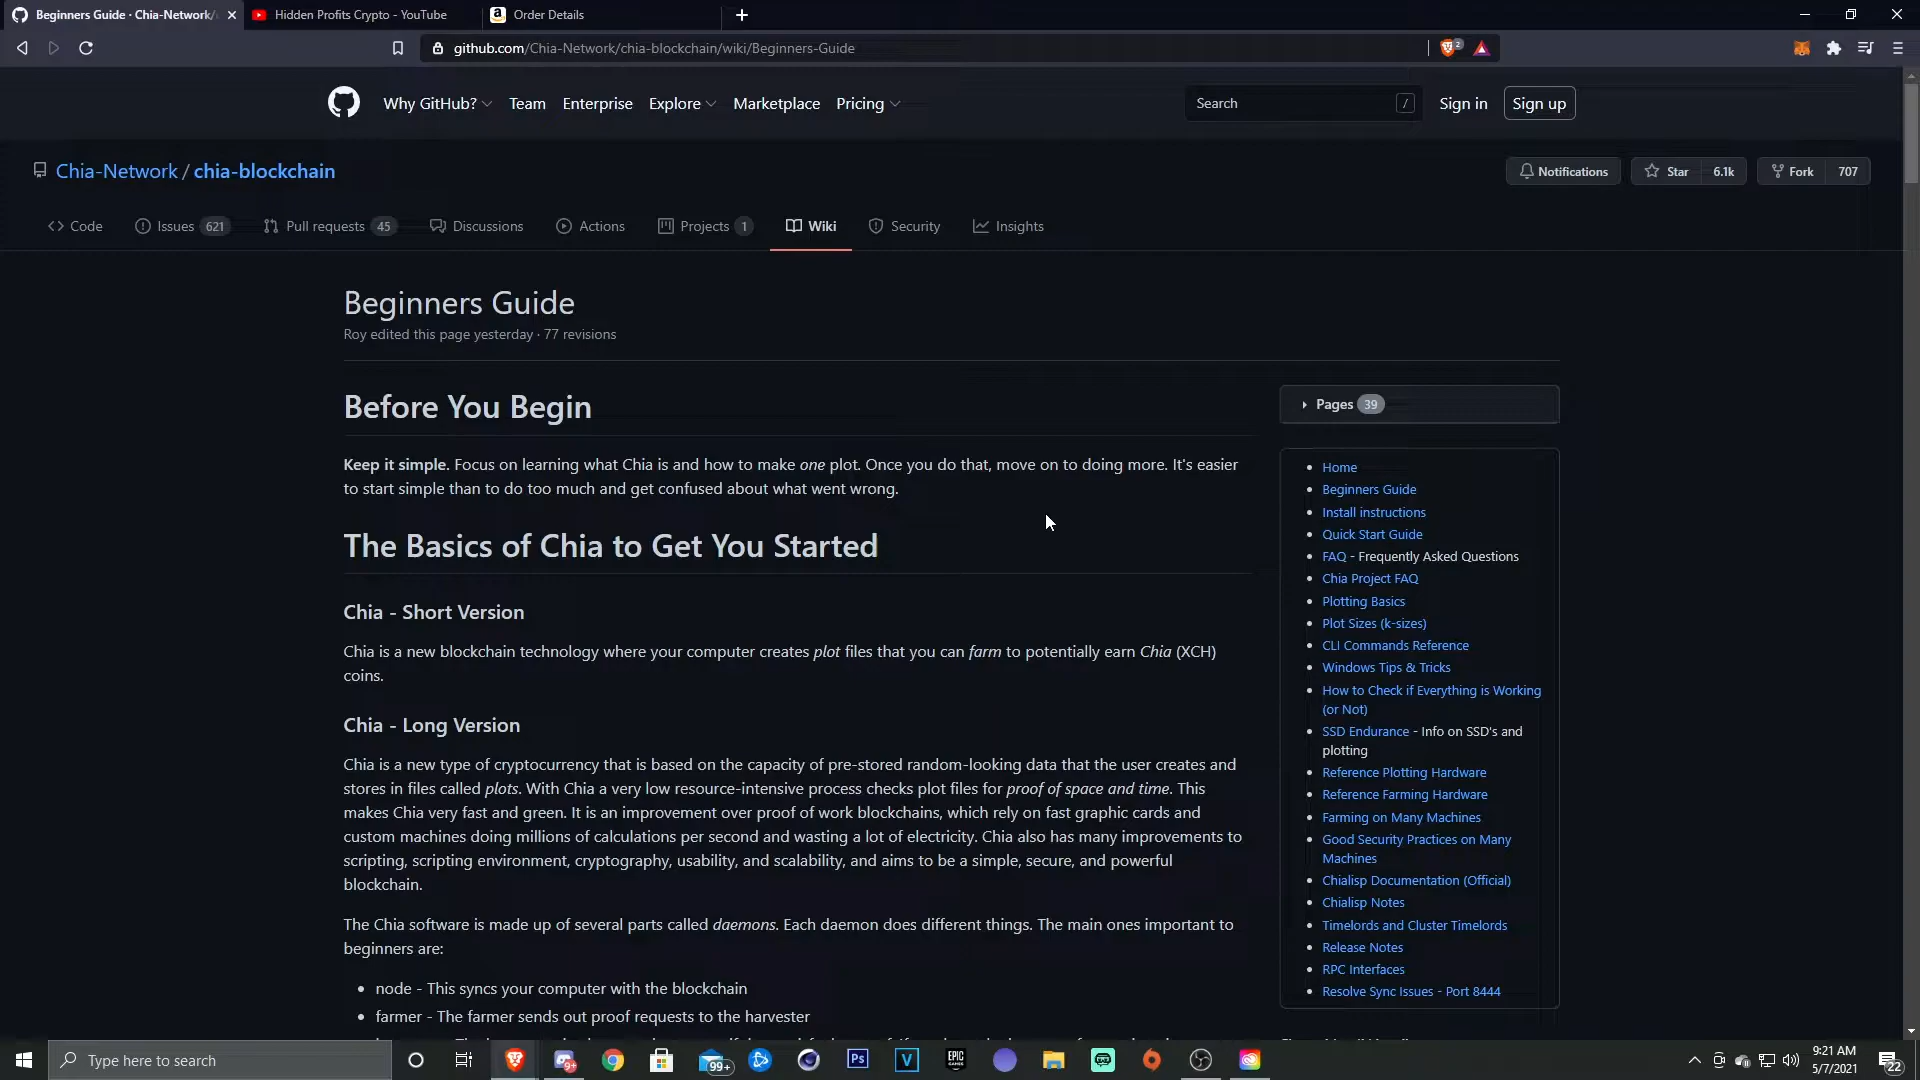 Beginners Guide · Chia-Network/
Hidden Profits Crypto - YouTube
Order Details
github.com/Chia-Network/chia-blockchain/wiki/Beginners-Guide
2
Why GitHub?
Team
Enterprise
Explore
Marketplace
Pricing
Search
/
Sign in
Sign up
Chia-Network / chia-blockchain
Notifications
Star 6.1k
Fork 707
Code
Issues 621
Pull requests 45
Discussions
Actions
Projects 1
Wiki
Security
Insights
Beginners Guide
Roy edited this page yesterday · 77 revisions
Before You Begin
Keep it simple. Focus on learning what Chia is and how to make one plot. Once you do that, move on to doing more. It's easier
to start simple than to do too much and get confused about what went wrong.
The Basics of Chia to Get You Started
Chia - Short Version
Chia is a new blockchain technology where your computer creates plot files that you can farm to potentially earn Chia (XCH)
coins.
Chia - Long Version
Chia is a new type of cryptocurrency that is based on the capacity of pre-stored random-looking data that the user creates and
stores in files called plots. With Chia a very low resource-intensive process checks plot files for proof of space and time. This
makes Chia very fast and green. It is an improvement over proof of work blockchains, which rely on fast graphic cards and
custom machines doing millions of calculations per second and wasting a lot of electricity. Chia also has many improvements to
scripting, scripting environment, cryptography, usability, and scalability, and aims to be a simple, secure, and powerful
blockchain.
The Chia software is made up of several parts called daemons. Each daemon does different things. The main ones important to
beginners are:
node - This syncs your computer with the blockchain
farmer - The farmer sends out proof requests to the harvester
Pages 39
Home
Beginners Guide
Install instructions
Quick Start Guide
FAQ - Frequently Asked Questions
Chia Project FAQ
Plotting Basics
Plot Sizes (k-sizes)
CLI Commands Reference
Windows Tips & Tricks
How to Check if Everything is Working
(or Not)
SSD Endurance - Info on SSD's and
plotting
Reference Plotting Hardware
Reference Farming Hardware
Farming on Many Machines
Good Security Practices on Many
Machines
Chialisp Documentation (Official)
Chialisp Notes
Timelords and Cluster Timelords
Release Notes
RPC Interfaces
Resolve Sync Issues - Port 8444
Type here to search
9+
99+
Ps
V
EPIC
GAMES
9:21 AM
5/7/2021
22